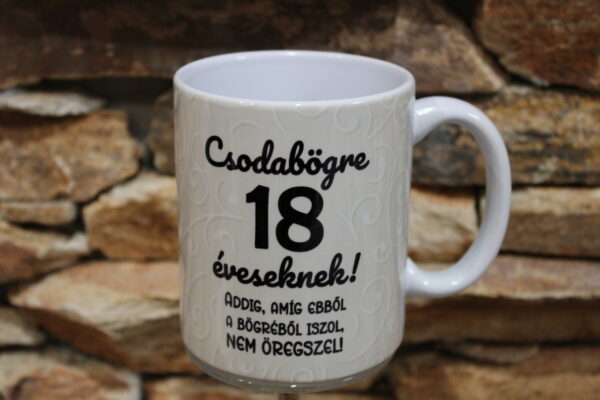 Csodabögre
18
éveseknek!
ADDIG, AMÍG EBBŐL
A BÖGRÉBŐL ISZOL,
NEM ÖREGSZEL!